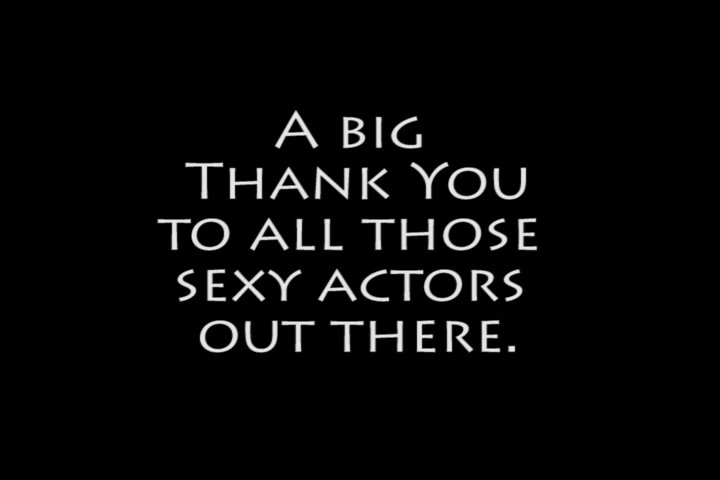 A BIG
THANK YOU
TO ALL THOSE
SEXY ACTORS
OUT THERE.